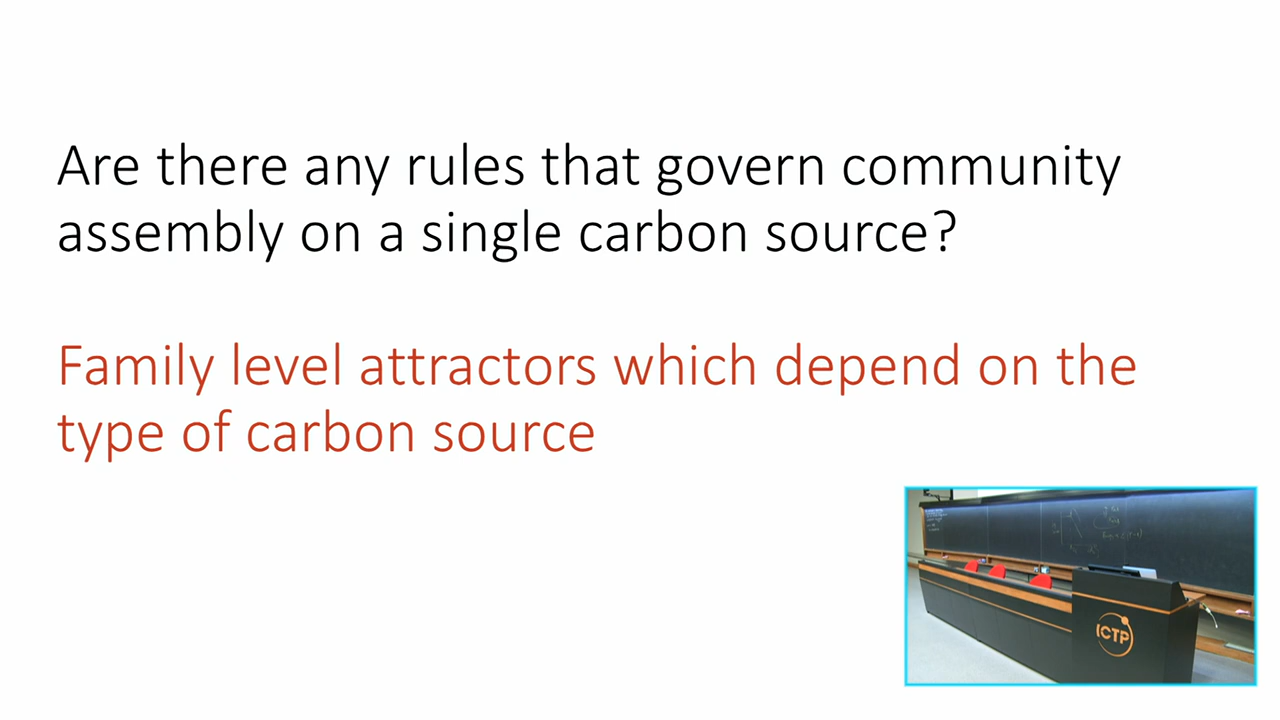 Are there any rules that govern community
assembly on a single carbon source?
Family level attractors which depend on the
type of carbon source
ICTP